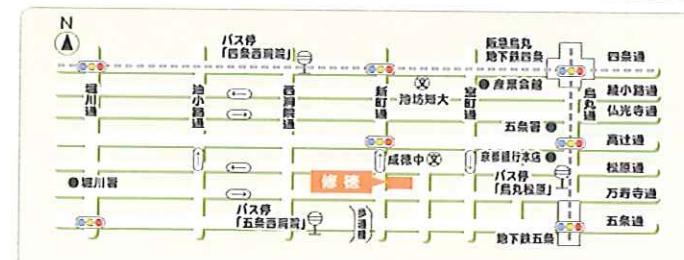 N
バス停
「四条西洞院」
阪急烏丸
地下鉄四条
四条通
堀川通
油小路通
西洞院通
新町通
室町通
烏丸通
池坊短大
産業会館
綾小路通
仏光寺通
五条署
高辻通
成徳中
京都銀行本店
松原通
堀川署
修徳
バス停
「烏丸松原」
万寿寺通
バス停
「五条西洞院」
歩道橋
五条通
地下鉄五条